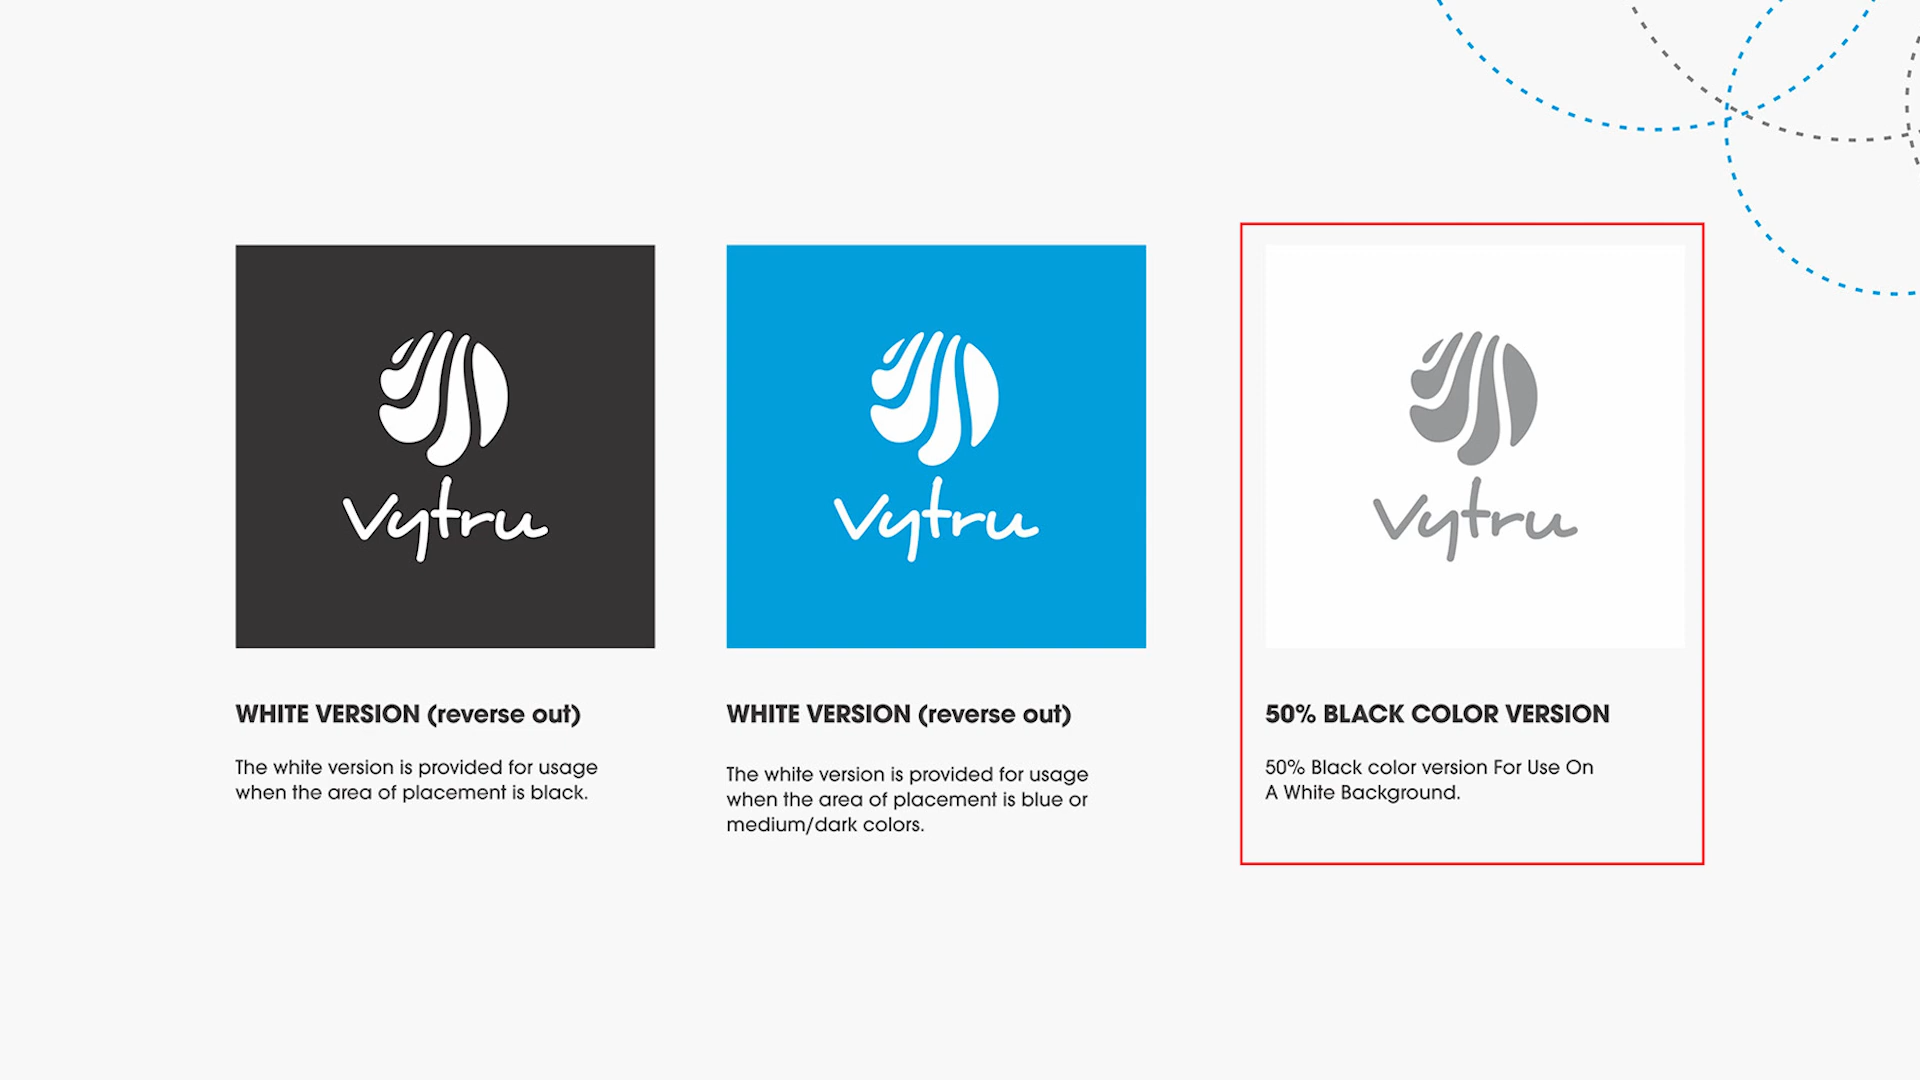 Vytru
WHITE VERSION (reverse out)
The white version is provided for usage
when the area of placement is black.
Vytru
WHITE VERSION (reverse out)
The white version is provided for usage
when the area of placement is blue or
medium/dark colors.
Vytru
50% BLACK COLOR VERSION
50% Black color version For Use On
A White Background.